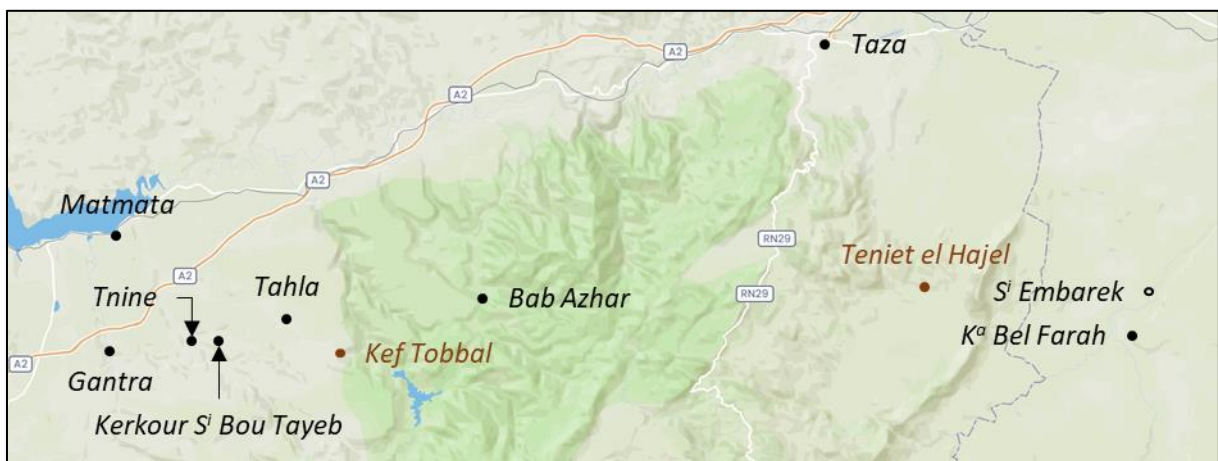 Taza
A2
A2
A2
Matmata
A2
RN29
Teniet el Hajel
Tnine
Tahla
Bab Azhar
RN29
Sⁱ Embarek
Kᵃ Bel Farah
A2
Gantra
Kef Tobbal
Kerkour Sⁱ Bou Tayeb